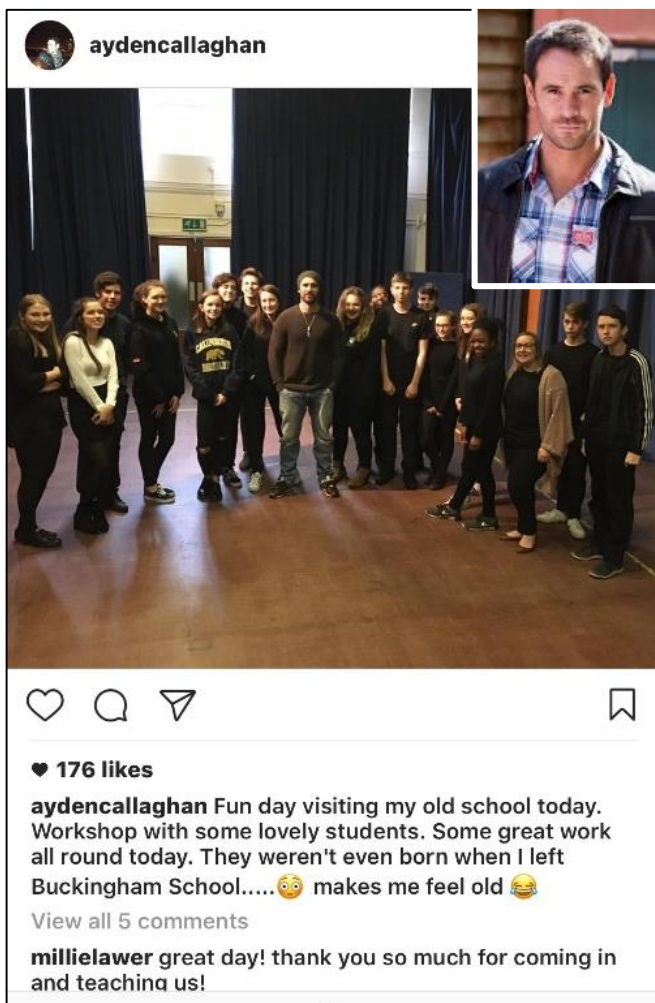 aydencallaghan
176 likes
aydencallaghan Fun day visiting my old school today.
Workshop with some lovely students. Some great work
all round today. They weren't even born when I left
Buckingham School.....😳 makes me feel old 😂
View all 5 comments
millielawer great day! thank you so much for coming in
and teaching us!